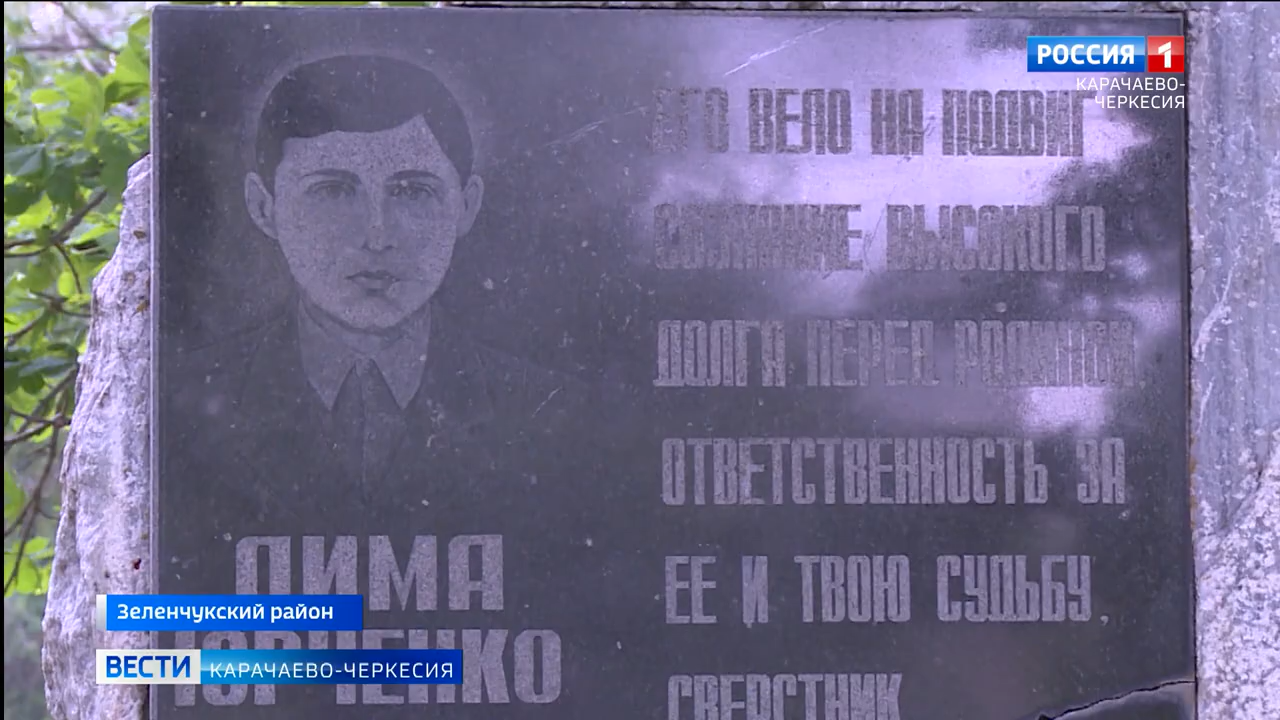 РОССИЯ 1
КАРАЧАЕВО-
ЧЕРКЕСИЯ
ЕГО ВЕЛО НА ПОДВИГ
СОЗНАНИЕ ВЫСОКОГО
ДОЛГА ПЕРЕД РОДИНОЙ,
ОТВЕТСТВЕННОСТЬ ЗА
ЕЕ И ТВОЮ СУДЬБУ,
СВЕРСТНИК
ДИМА
Зеленчукский район
ВЕСТИ КАРАЧАЕВО-ЧЕРКЕСИЯ